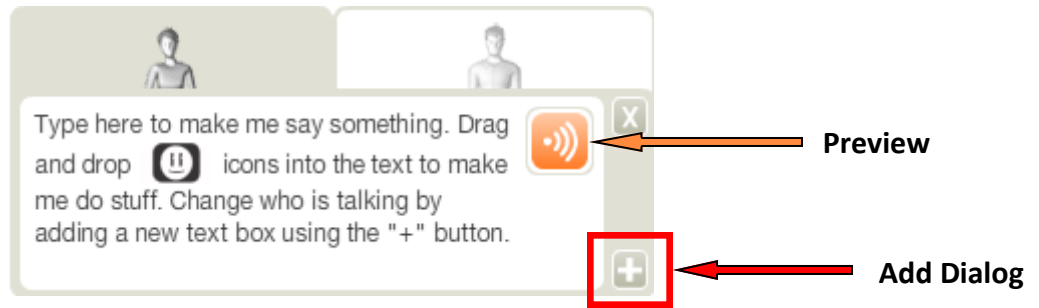 Type here to make me say something. Drag
and drop icons into the text to make
me do stuff. Change who is talking by
adding a new text box using the "+" button.
X
Preview
+
Add Dialog